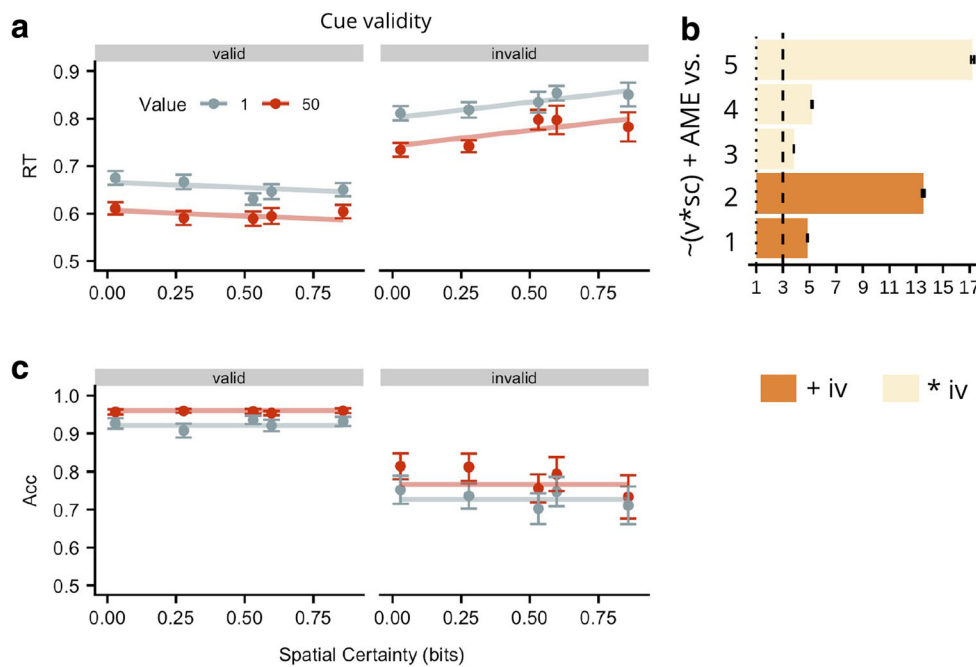 a
Cue validity
valid
invalid
0.9
0.8
0.7
0.6
0.5
RT
Value 1 50
0.00 0.25 0.50 0.75
0.00 0.25 0.50 0.75
b
~(v*sc) + AME vs.
5
4
3
2
1
1 3 5 7 9 11 13 15 17
+ iv
* iv
c
valid
invalid
1.0
0.9
0.8
0.7
0.6
0.5
Acc
0.00 0.25 0.50 0.75
0.00 0.25 0.50 0.75
Spatial Certainty (bits)